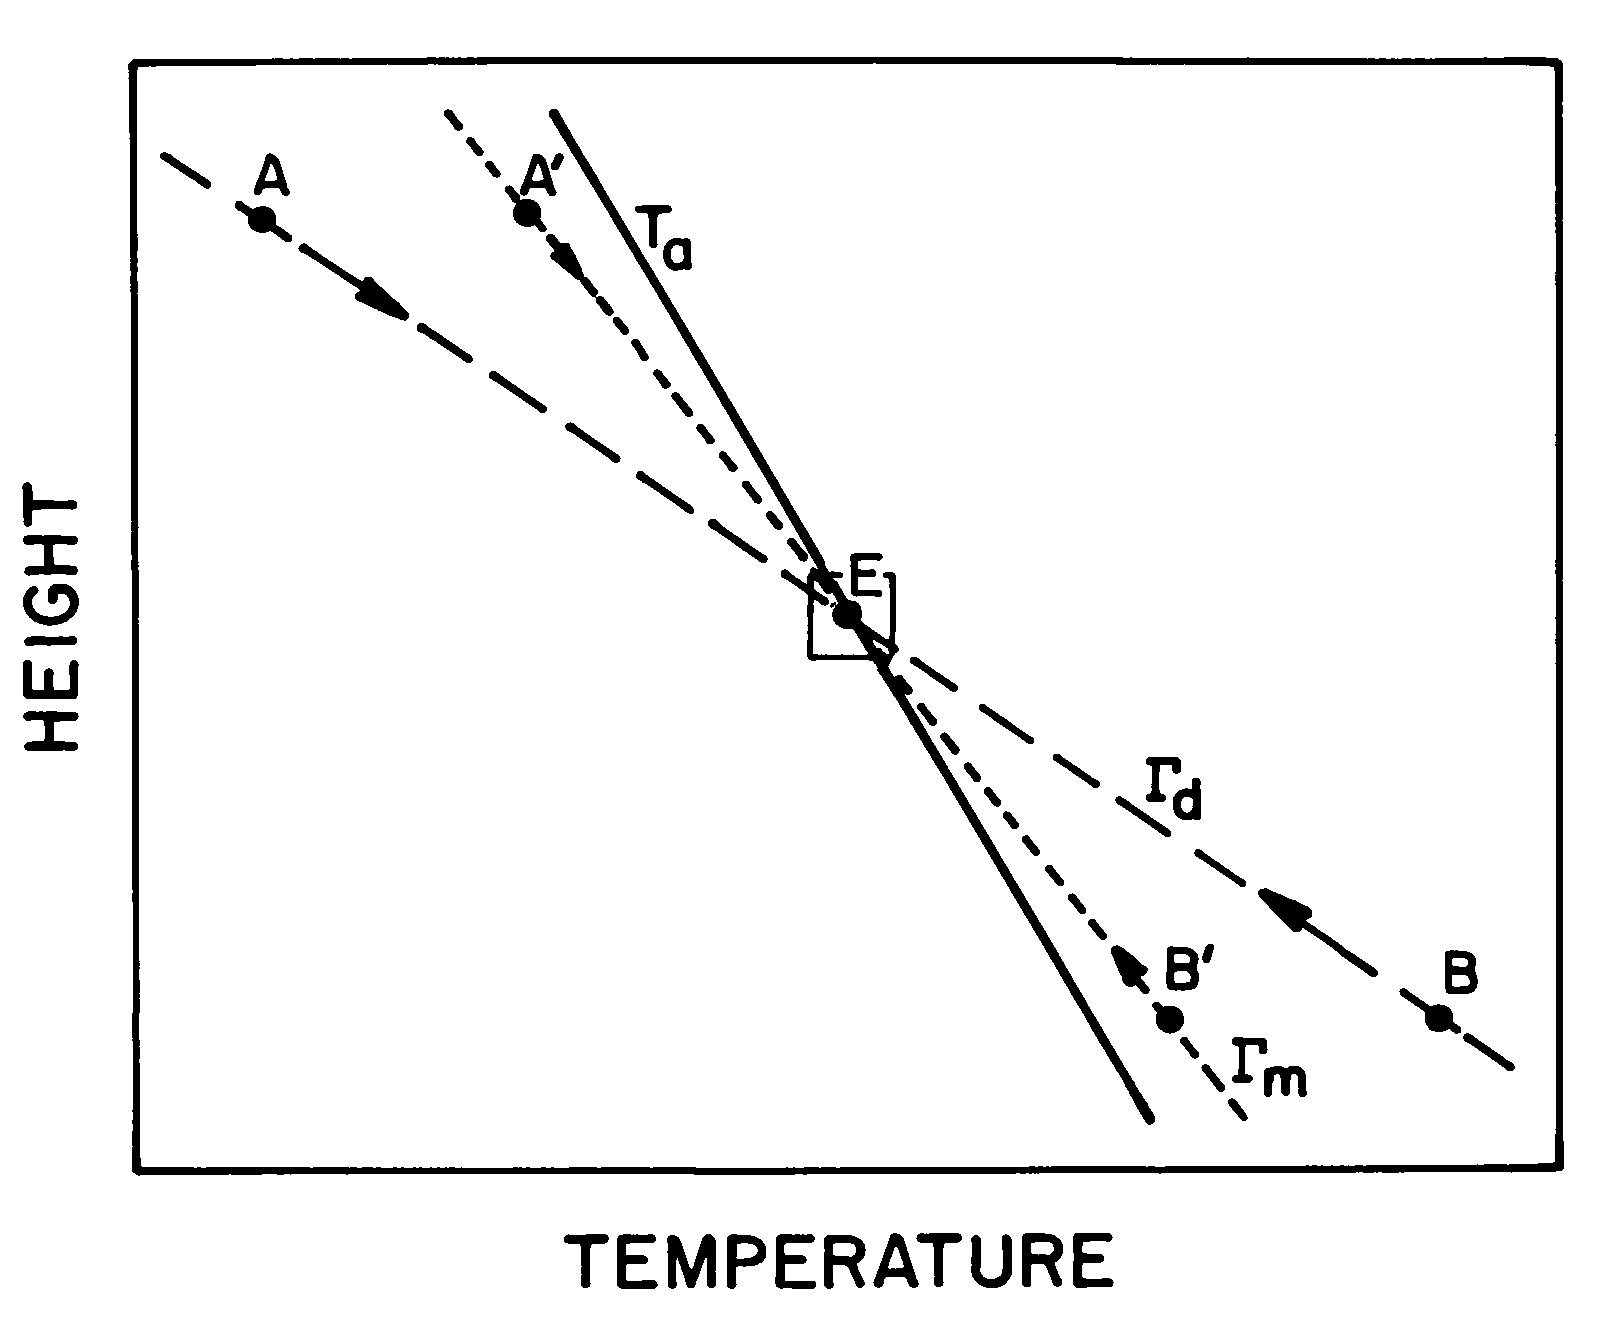 A
A′
Ta
E
HEIGHT
Γd
B′
B
Γm
TEMPERATURE